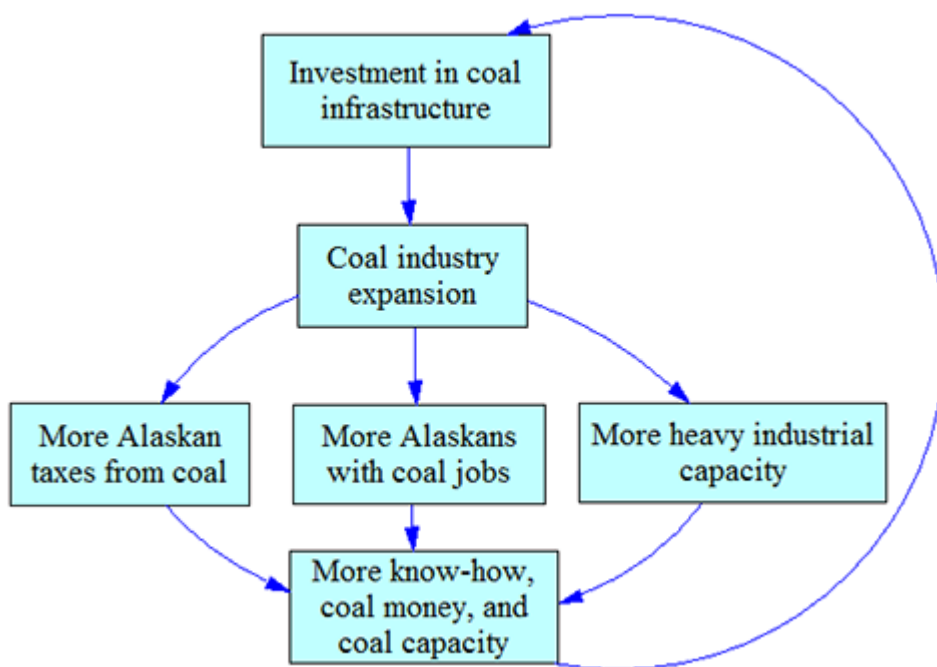 Investment in coal
infrastructure
Coal industry
expansion
More Alaskan
taxes from coal
More Alaskans
with coal jobs
More heavy industrial
capacity
More know-how,
coal money, and
coal capacity